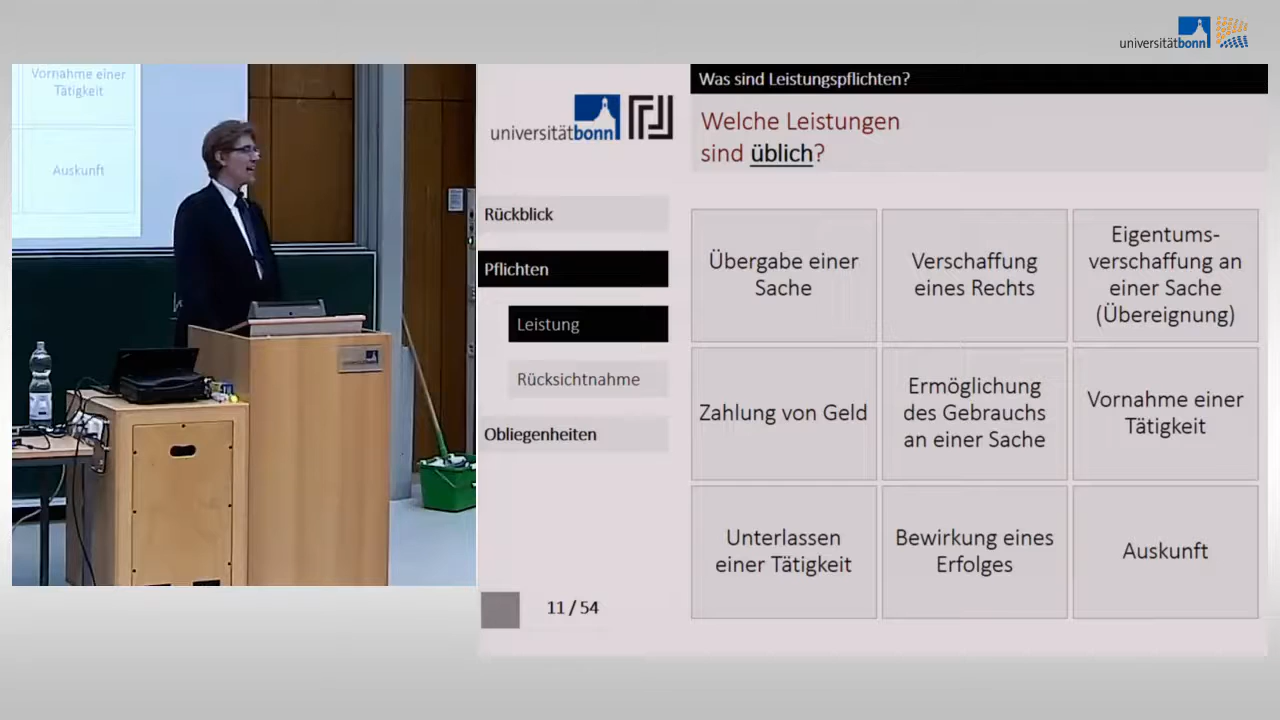 universitätbonn
Vornahme einer
Tätigkeit
Auskunft
universitätbonn
Was sind Leistungspflichten?
Welche Leistungen
sind üblich?
Rückblick
Pflichten
Leistung
Rücksichtnahme
Obliegenheiten
11 / 54
Übergabe einer
Sache
Verschaffung
eines Rechts
Eigentums-
verschaffung an
einer Sache
(Übereignung)
Zahlung von Geld
Ermöglichung
des Gebrauchs
an einer Sache
Vornahme einer
Tätigkeit
Unterlassen
einer Tätigkeit
Bewirkung eines
Erfolges
Auskunft